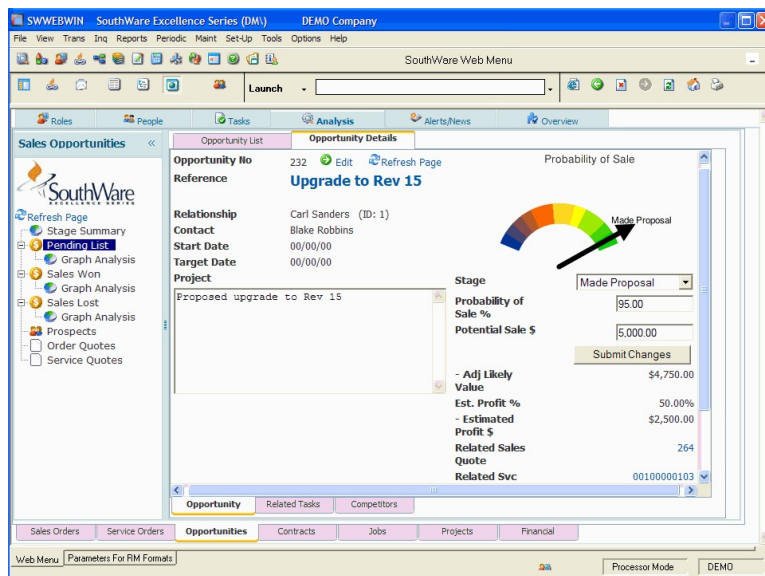 SWWEBWIN SouthWare Excellence Series (DM\) DEMO Company
File View Trans Inq Reports Periodic Maint Set-Up Tools Options Help
SouthWare Web Menu
Launch
Roles People Tasks Analysis Alerts/News Overview
Sales Opportunities «
Opportunity List Opportunity Details
SouthWare
EXCELLENCE SERIES
Refresh Page
Stage Summary
Pending List
Graph Analysis
Sales Won
Graph Analysis
Sales Lost
Graph Analysis
Prospects
Order Quotes
Service Quotes
Opportunity No 232 Edit Refresh Page
Reference Upgrade to Rev 15
Relationship Carl Sanders (ID: 1)
Contact Blake Robbins
Start Date 00/00/00
Target Date 00/00/00
Project
Proposed upgrade to Rev 15
Probability of Sale
Made Proposal
Stage Made Proposal
Probability of
Sale % 95.00
Potential Sale $ 5,000.00
Submit Changes
- Adj Likely
Value $4,750.00
Est. Profit % 50.00%
- Estimated
Profit $ $2,500.00
Related Sales
Quote 264
Related Svc 00100000103
Opportunity Related Tasks Competitors
Sales Orders Service Orders Opportunities Contracts Jobs Projects Financial
Web Menu Parameters For RM Formats
Processor Mode DEMO